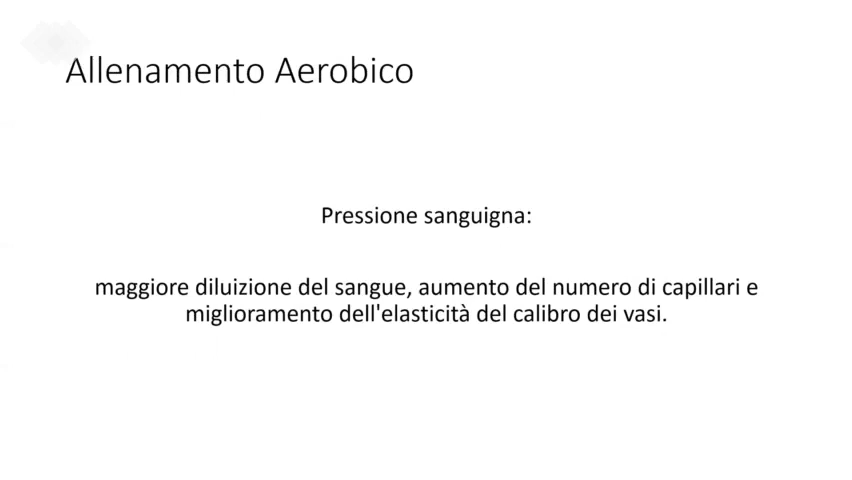 Allenamento Aerobico
Pressione sanguigna:
maggiore diluizione del sangue, aumento del numero di capillari e
miglioramento dell'elasticità del calibro dei vasi.